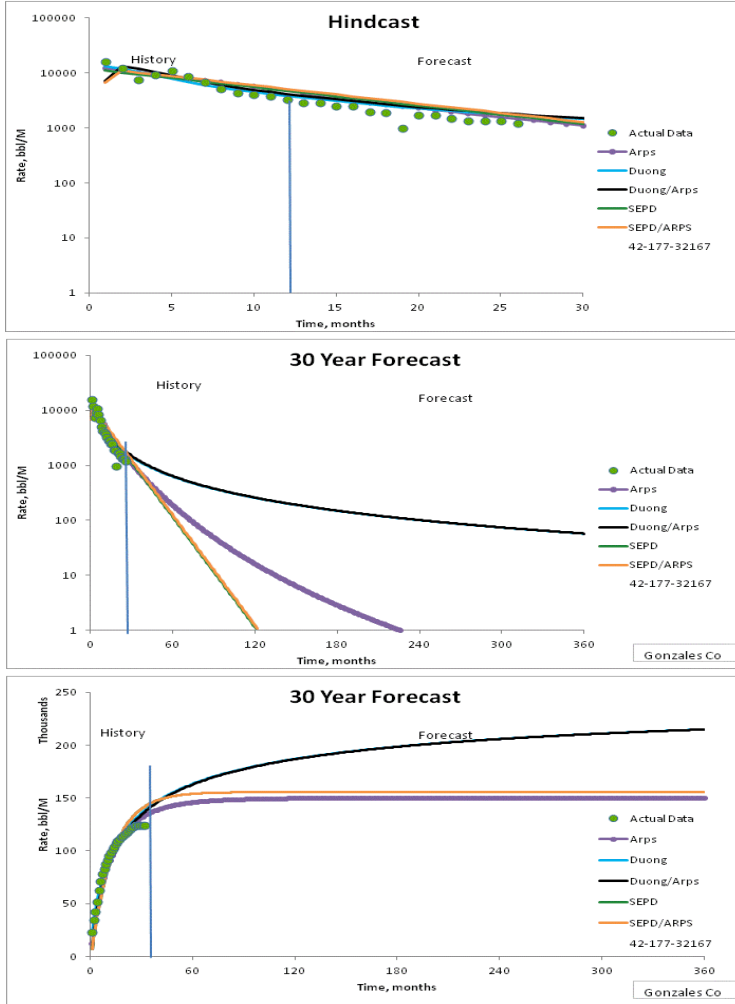 Hindcast
100000
History
Forecast
10000
1000
100
10
1
Rate, bbl/M
0
5
10
15
20
25
30
Time, months
Actual Data
Arps
Duong
Duong/Arps
SEPD
SEPD/ARPS
42-177-32167
30 Year Forecast
100000
History
Forecast
10000
1000
100
10
1
Rate, bbl/M
0
60
120
180
240
300
360
Time, months
Actual Data
Arps
Duong
Duong/Arps
SEPD
SEPD/ARPS
42-177-32167
Gonzales Co
30 Year Forecast
250
Thousands
History
Forecast
200
150
100
50
0
Rate, bbl/M
0
60
120
180
240
300
360
Time, months
Actual Data
Arps
Duong
Duong/Arps
SEPD
SEPD/ARPS
42-177-32167
Gonzales Co